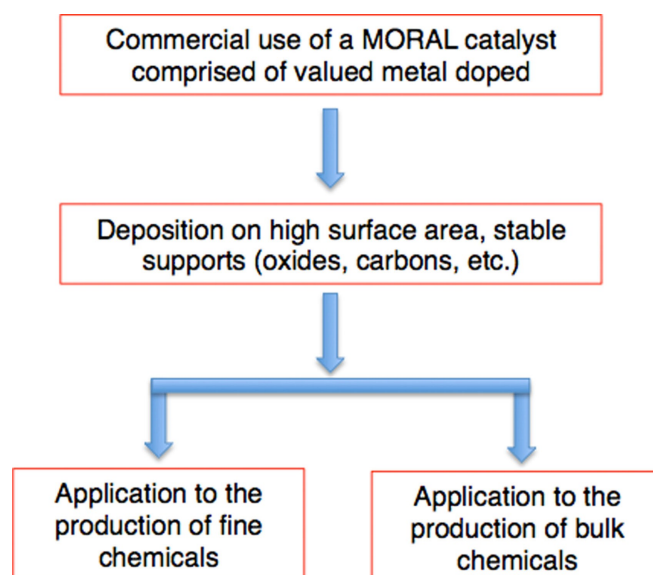 Commercial use of a MORAL catalyst
comprised of valued metal doped
Deposition on high surface area, stable
supports (oxides, carbons, etc.)
Application to the
production of fine
chemicals
Application to the
production of bulk
chemicals